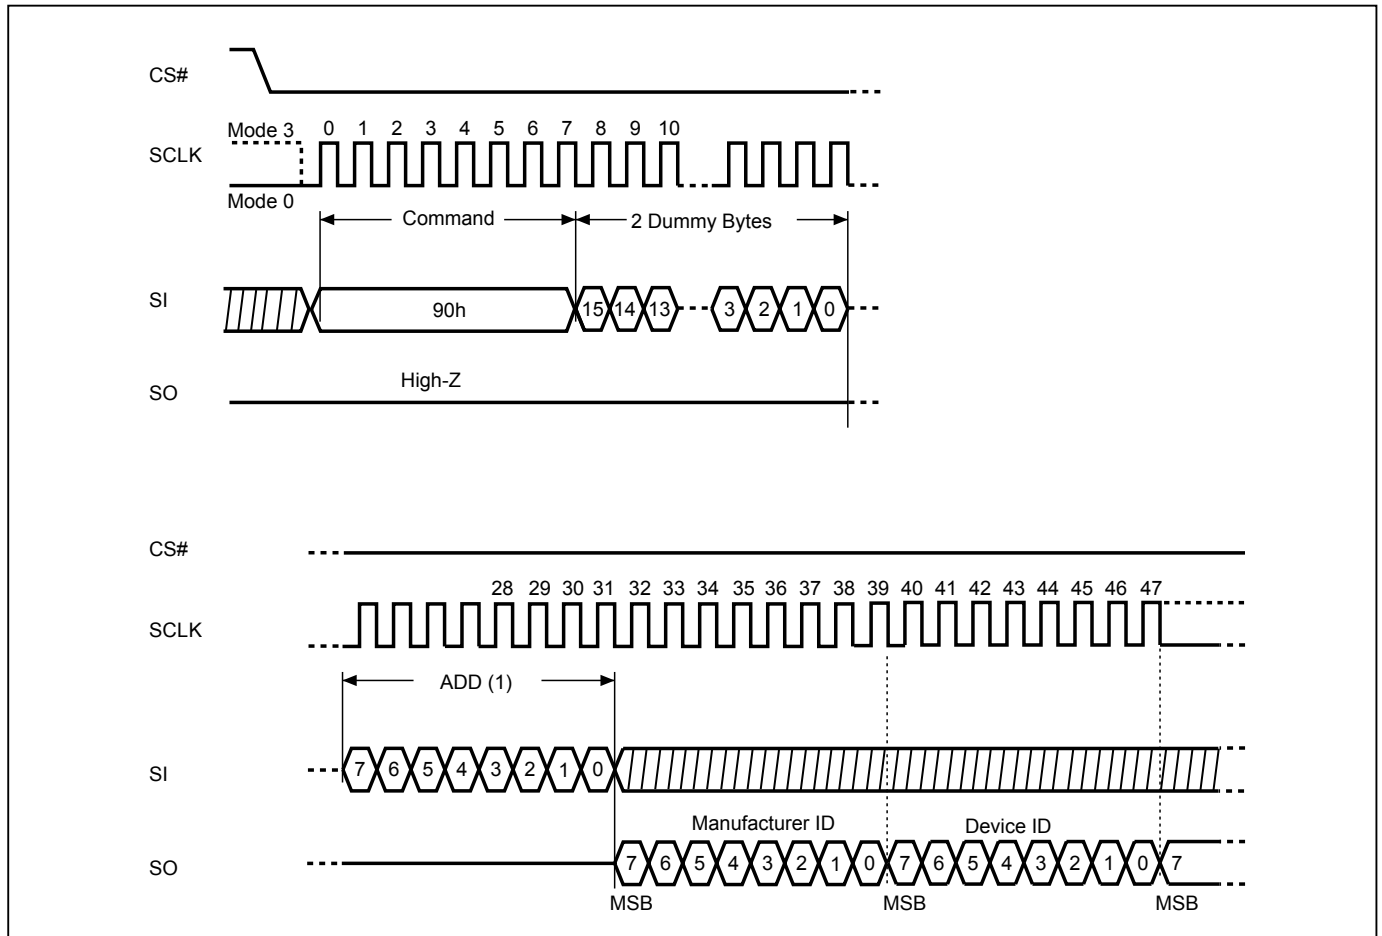 CS#
Mode 3 0 1 2 3 4 5 6 7 8 9 10
SCLK
Mode 0
Command 2 Dummy Bytes
SI 90h 15 14 13 3 2 1 0
High-Z
SO
CS#
28 29 30 31 32 33 34 35 36 37 38 39 40 41 42 43 44 45 46 47
SCLK
ADD (1)
SI 7 6 5 4 3 2 1 0
Manufacturer ID Device ID
SO 7 6 5 4 3 2 1 0 7 6 5 4 3 2 1 0 7
MSB MSB MSB